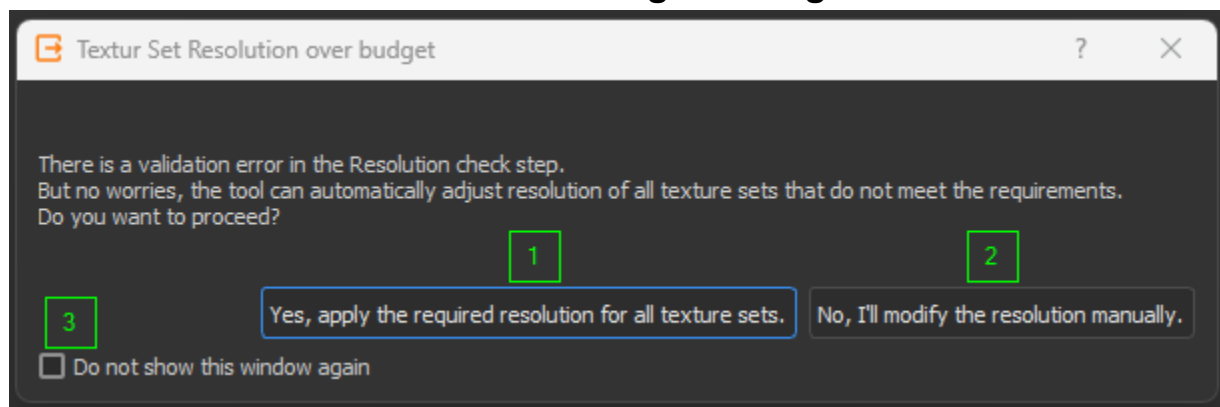 Textur Set Resolution over budget
?
There is a validation error in the Resolution check step.
But no worries, the tool can automatically adjust resolution of all texture sets that do not meet the requirements.
Do you want to proceed?
1
2
3
Yes, apply the required resolution for all texture sets.
No, I'll modify the resolution manually.
Do not show this window again